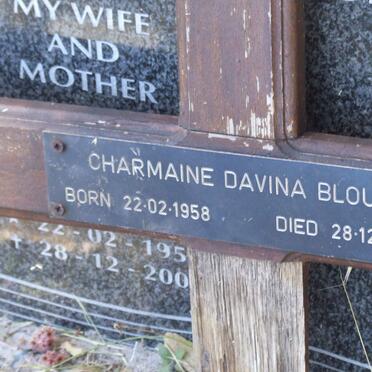 MY WIFE
AND
MOTHER
CHARMAINE DAVINA BLOU
BORN 22·02·1958
DIED 28·12
22 - 02 - 195
+ 28 - 12 - 200